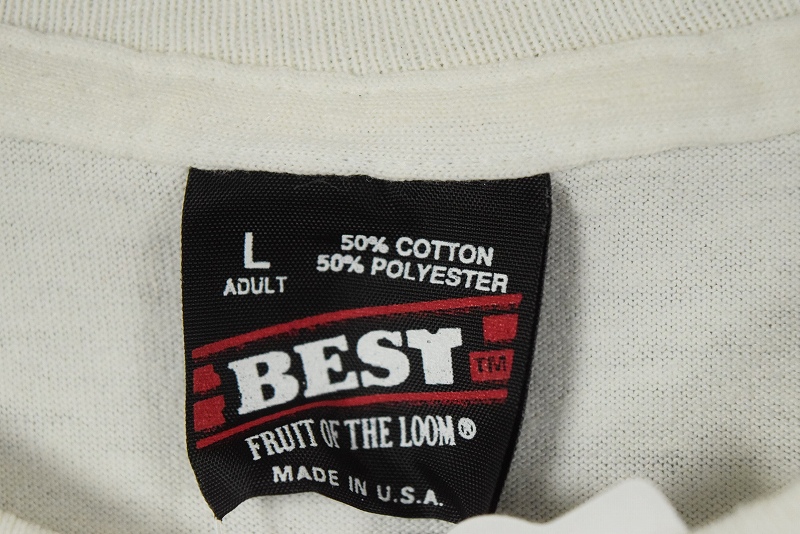 L
ADULT
50% COTTON
50% POLYESTER
BEST TM
FRUIT OF THE LOOM®
MADE IN U.S.A.